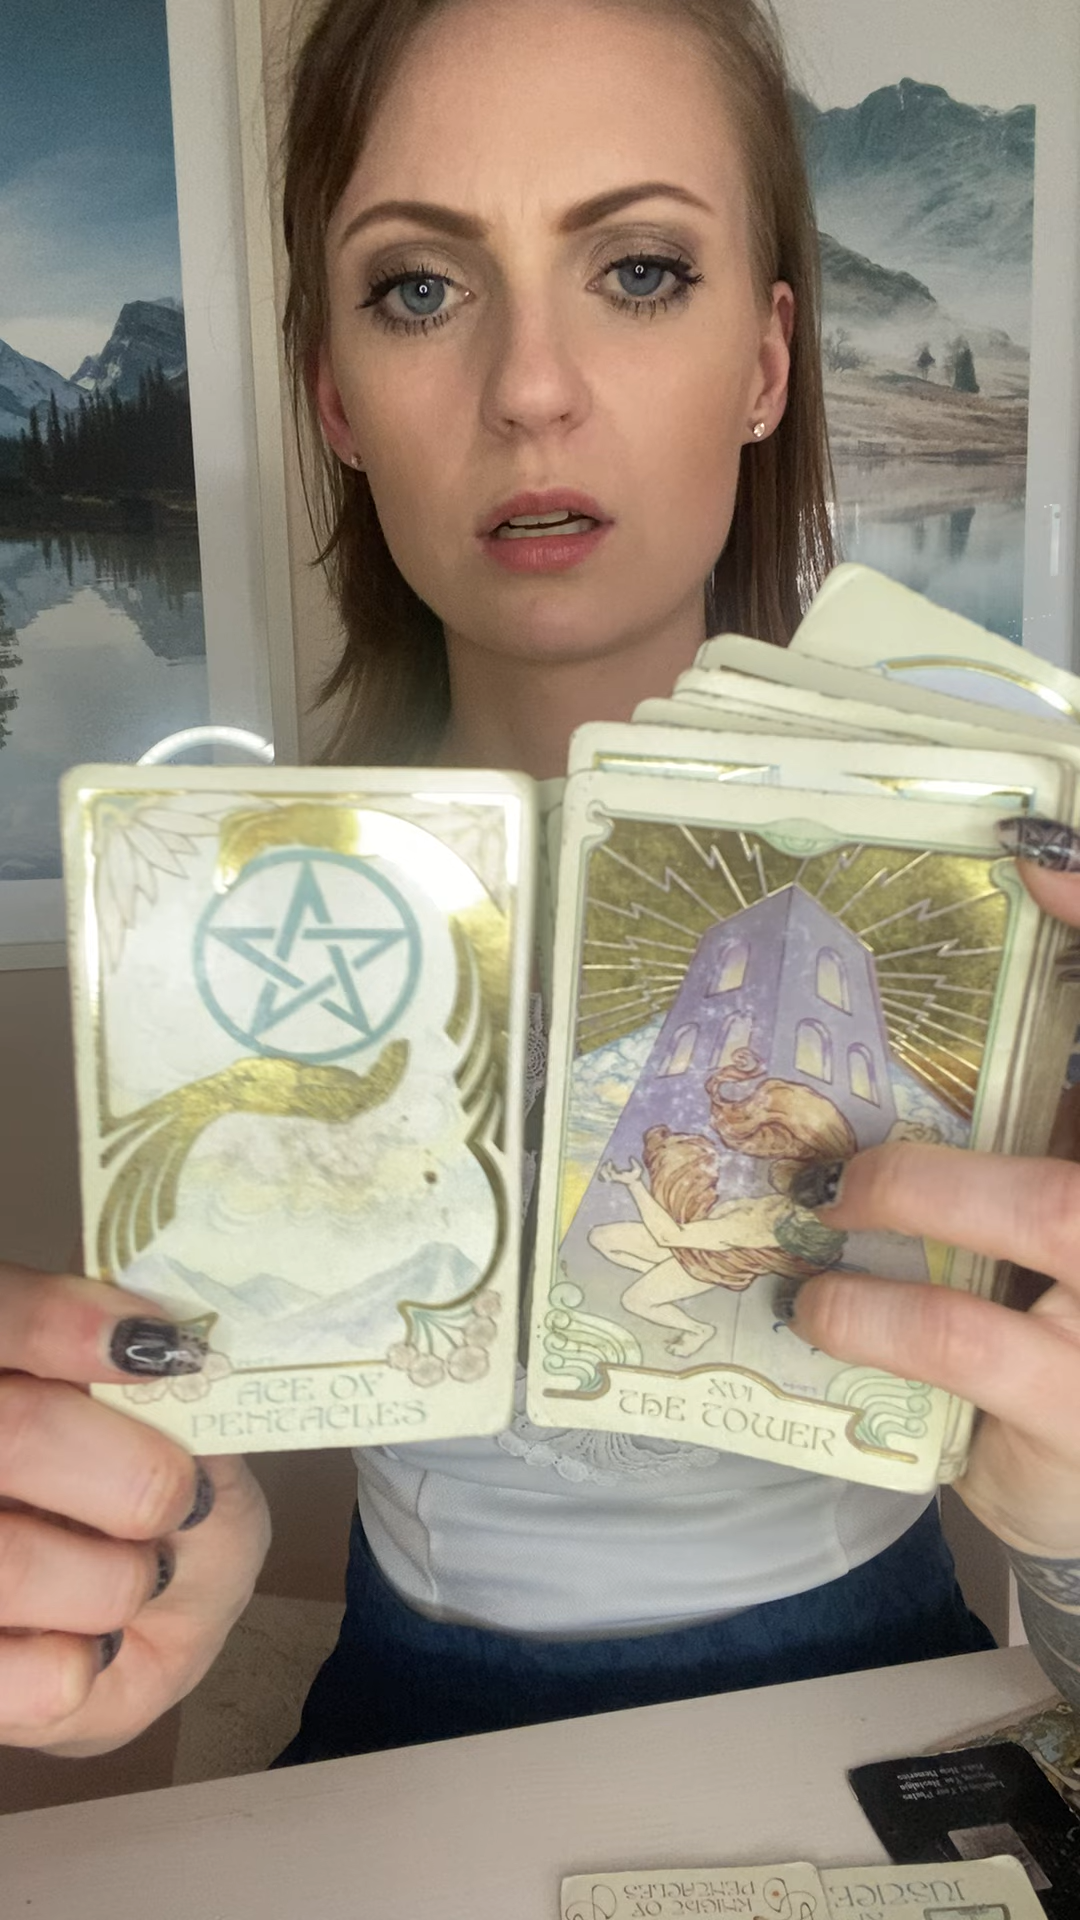 ACE OF
PENTACLES
XVI
THE TOWER
KNIGHT OF
PENTACLES
JUSTICE